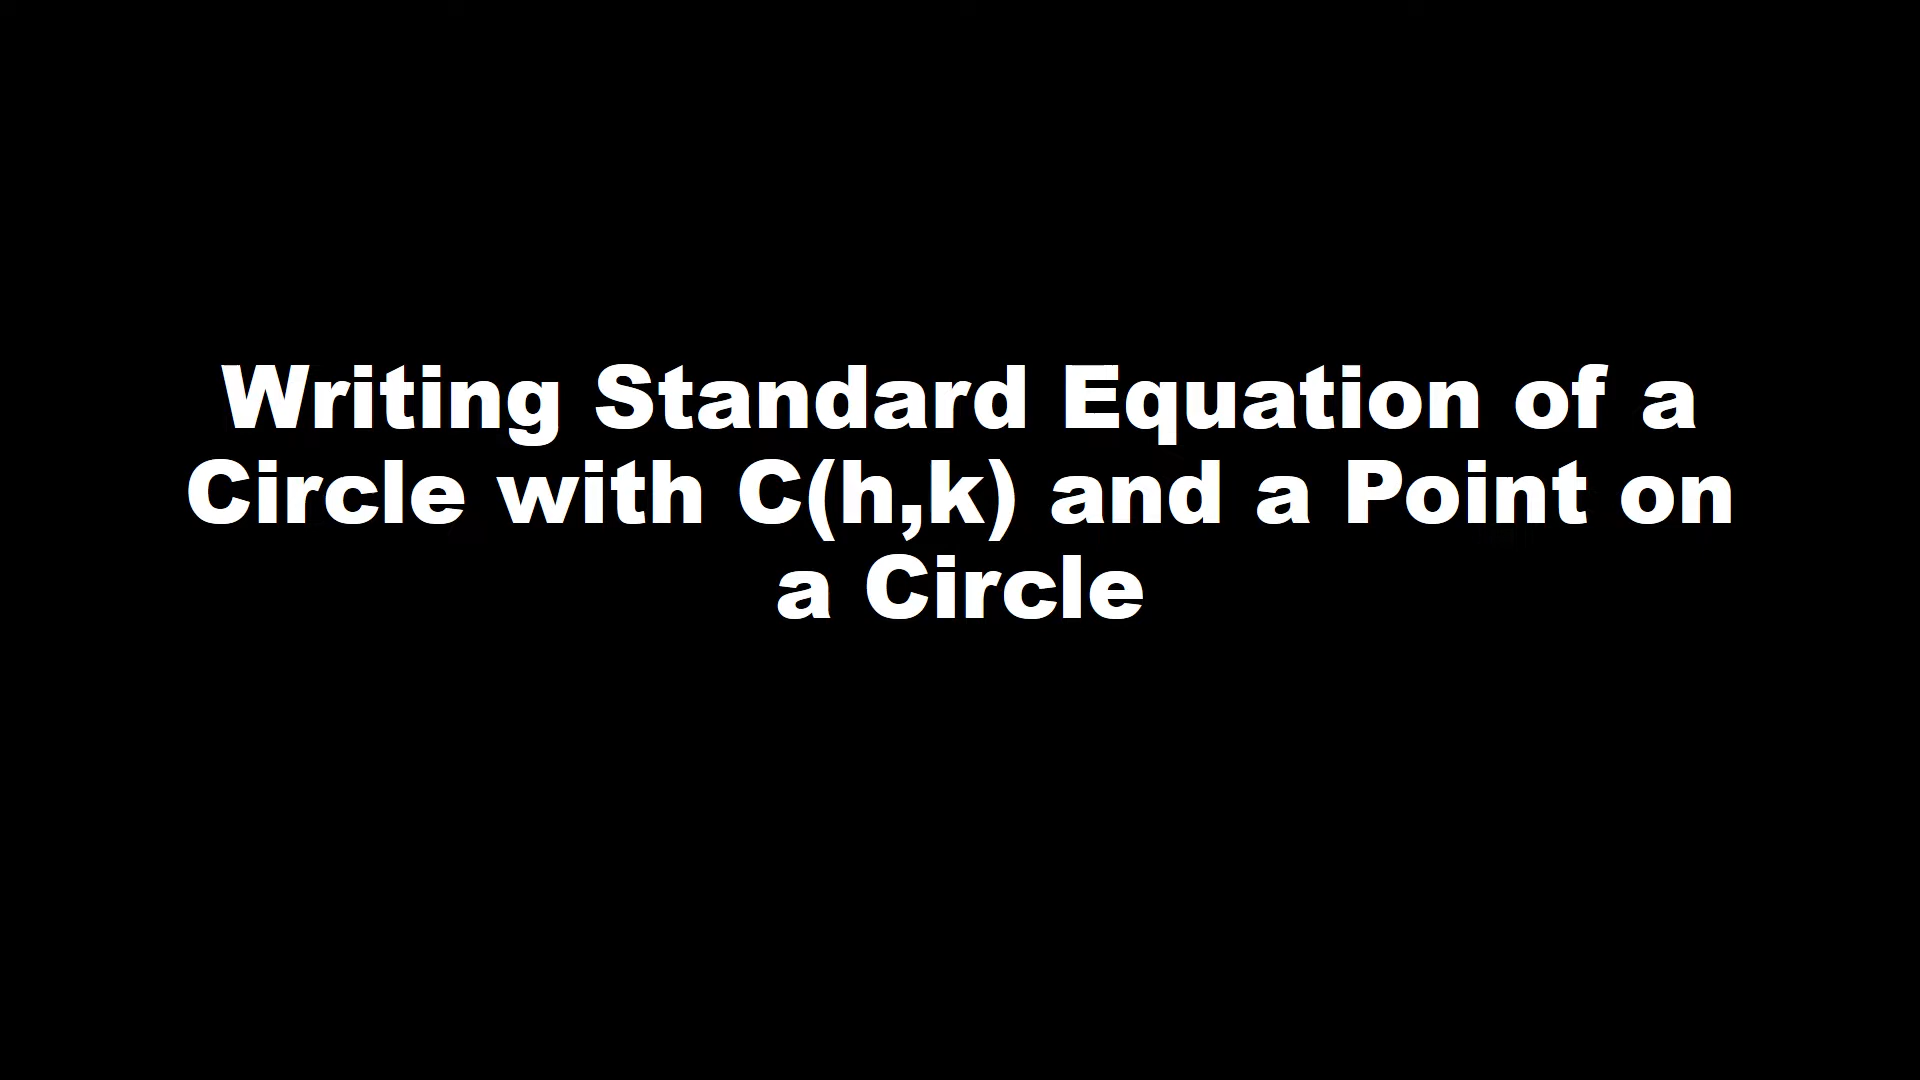 Writing Standard Equation of a
Circle with C(h,k) and a Point on
a Circle